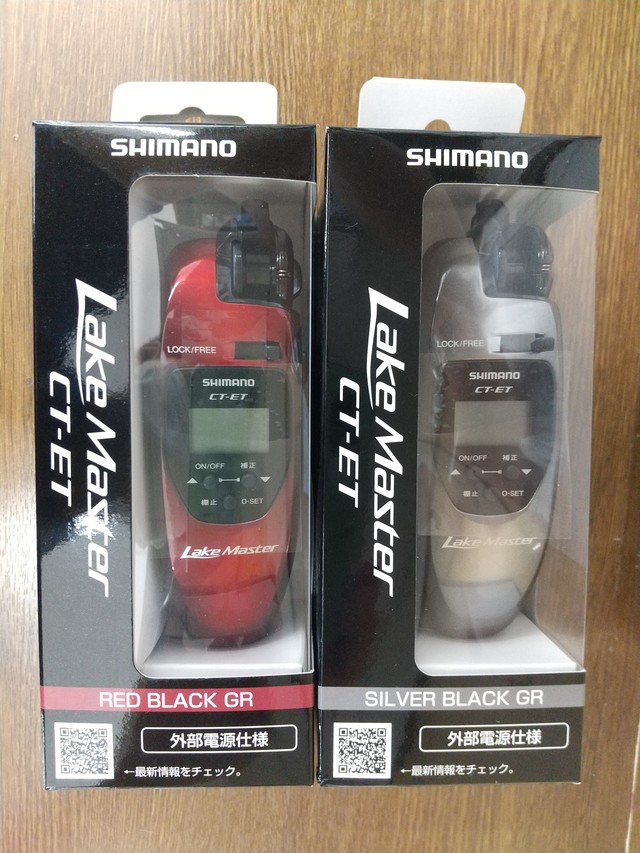 SHIMANO
Lake Master
CT-ET
LOCK/FREE
SHIMANO
CT-ET
ON/OFF 補正
棚止 0-SET
Lake Master
RED BLACK GR
外部電源仕様
←最新情報をチェック。
SHIMANO
Lake Master
CT-ET
LOCK/FREE
SHIMANO
CT-ET
ON/OFF 補正
棚止 0-SET
Lake Master
SILVER BLACK GR
外部電源仕様
←最新情報をチェック。